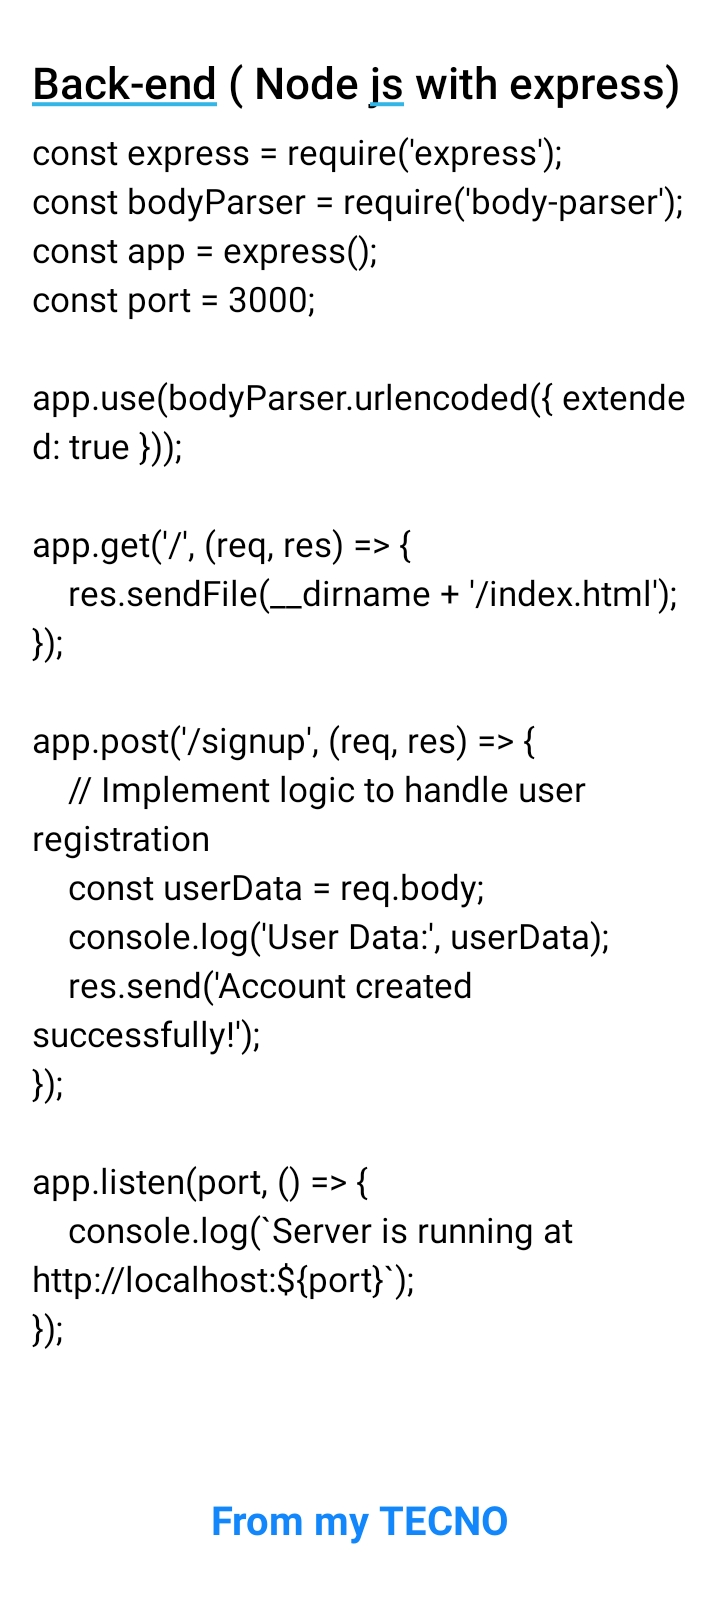 Back-end ( Node js with express)
const express = require('express');
const bodyParser = require('body-parser');
const app = express();
const port = 3000;
app.use(bodyParser.urlencoded({ extende
d: true }));
app.get('/', (req, res) => {
    res.sendFile(__dirname + '/index.html');
});
app.post('/signup', (req, res) => {
    // Implement logic to handle user
registration
    const userData = req.body;
    console.log('User Data:', userData);
    res.send('Account created
successfully!');
});
app.listen(port, () => {
    console.log(`Server is running at
http://localhost:${port}`);
});
From my TECNO